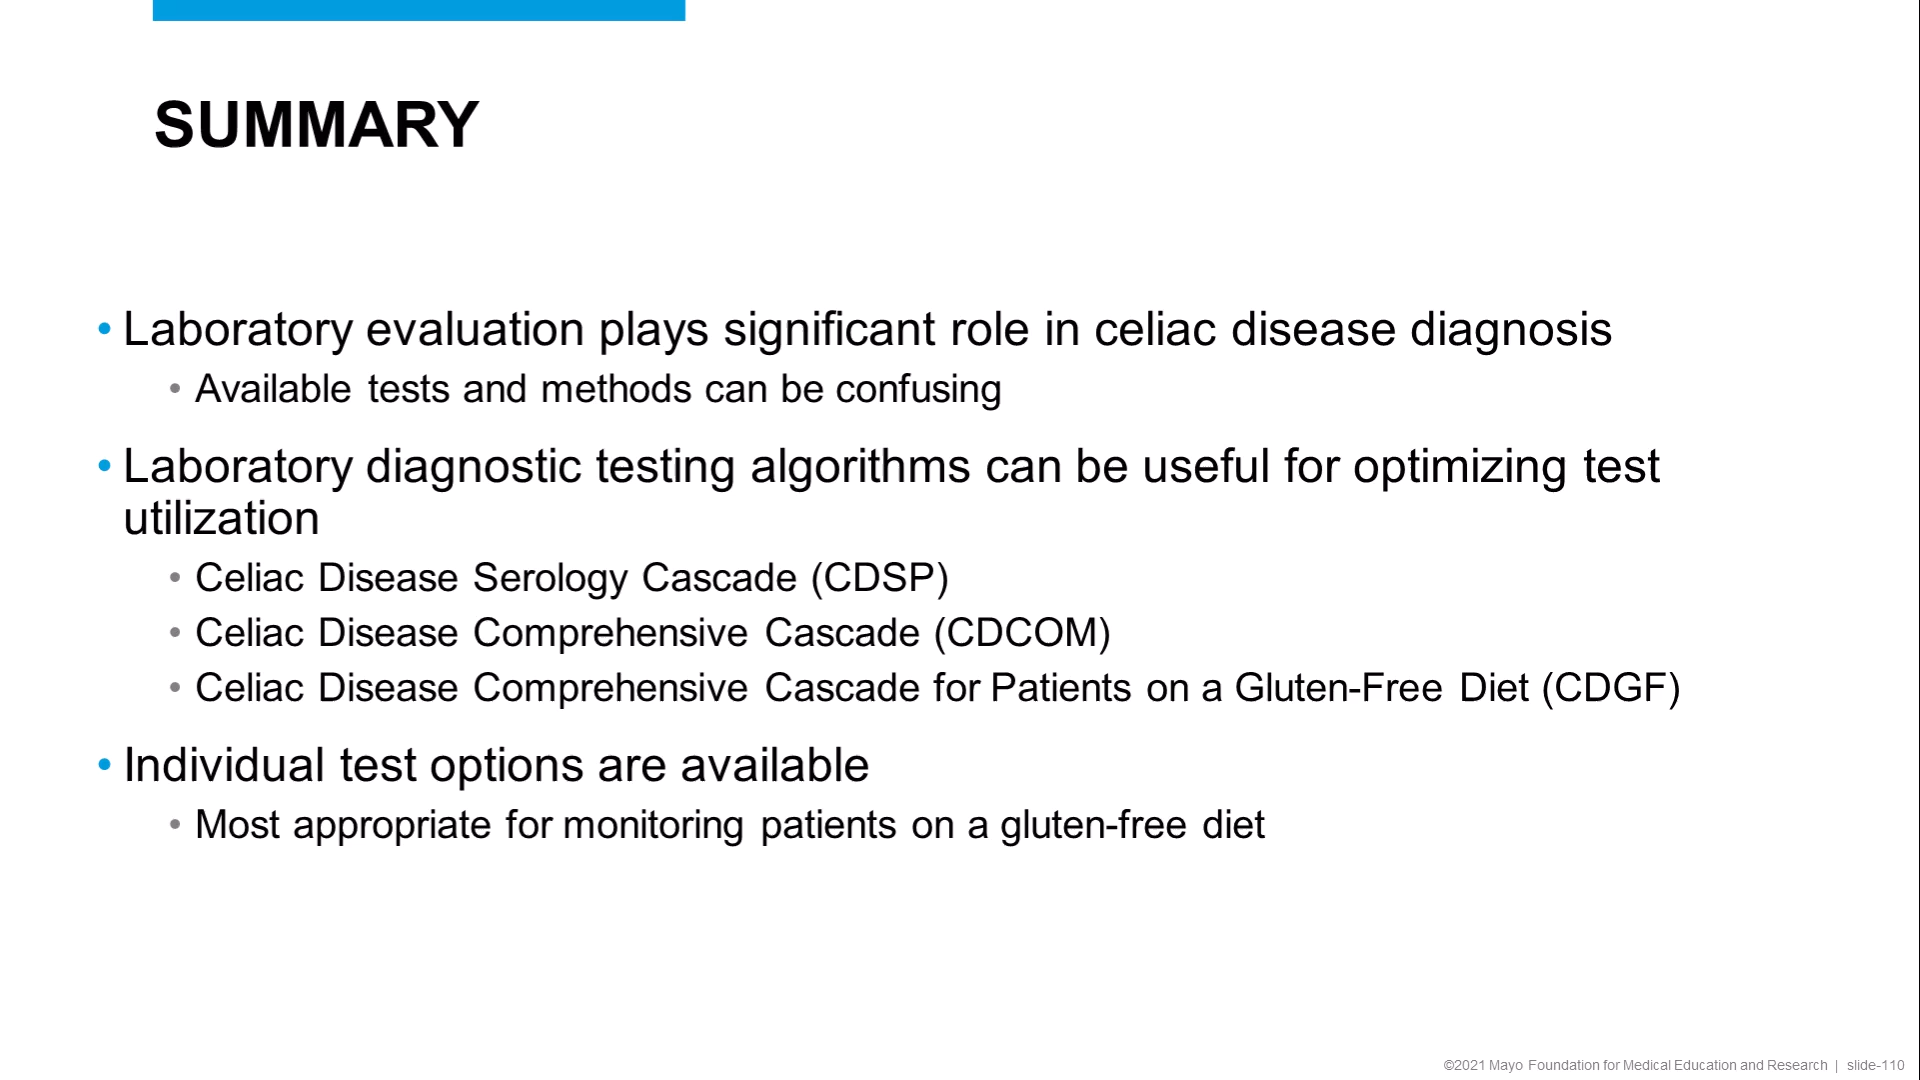 SUMMARY
• Laboratory evaluation plays significant role in celiac disease diagnosis
• Available tests and methods can be confusing
• Laboratory diagnostic testing algorithms can be useful for optimizing test
utilization
• Celiac Disease Serology Cascade (CDSP)
• Celiac Disease Comprehensive Cascade (CDCOM)
• Celiac Disease Comprehensive Cascade for Patients on a Gluten-Free Diet (CDGF)
• Individual test options are available
• Most appropriate for monitoring patients on a gluten-free diet
©2021 Mayo Foundation for Medical Education and Research | slide-110